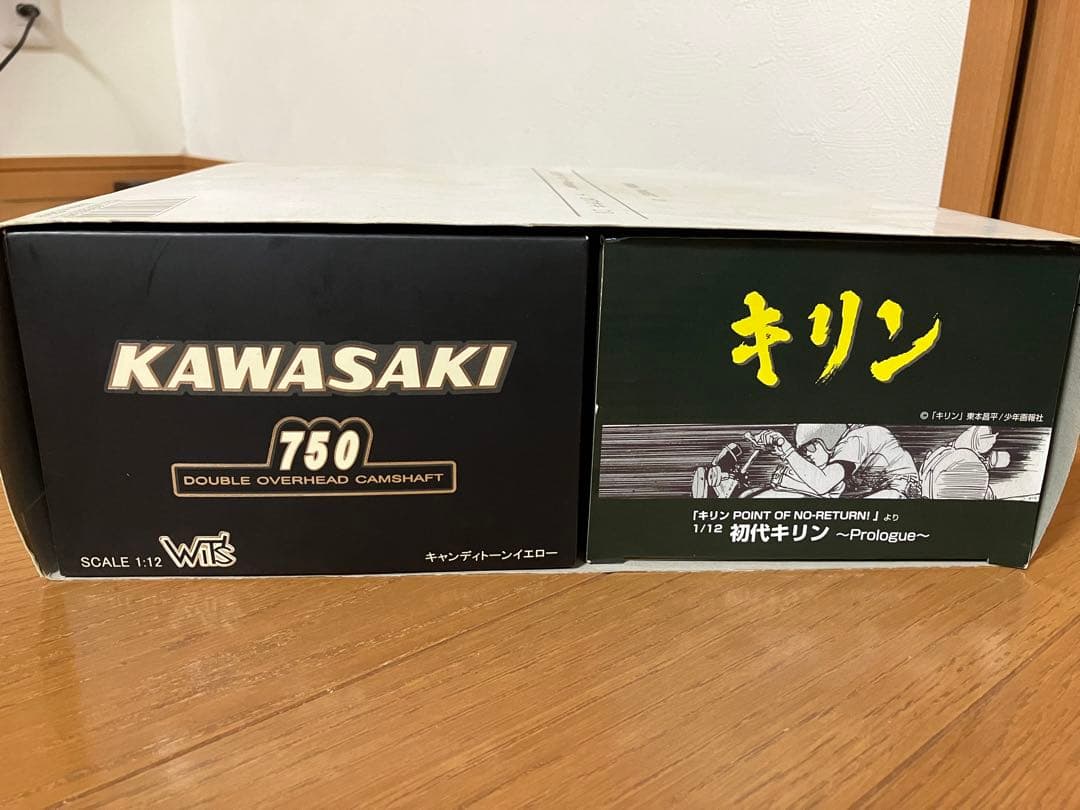 KAWASAKI
750
DOUBLE OVERHEAD CAMSHAFT
SCALE 1:12 WiT's
キャンディトーンイエロー
キリン
©「キリン」東本昌平/少年画報社
「キリン POINT OF NO-RETURN!」より
1/12 初代キリン ～Prologue～